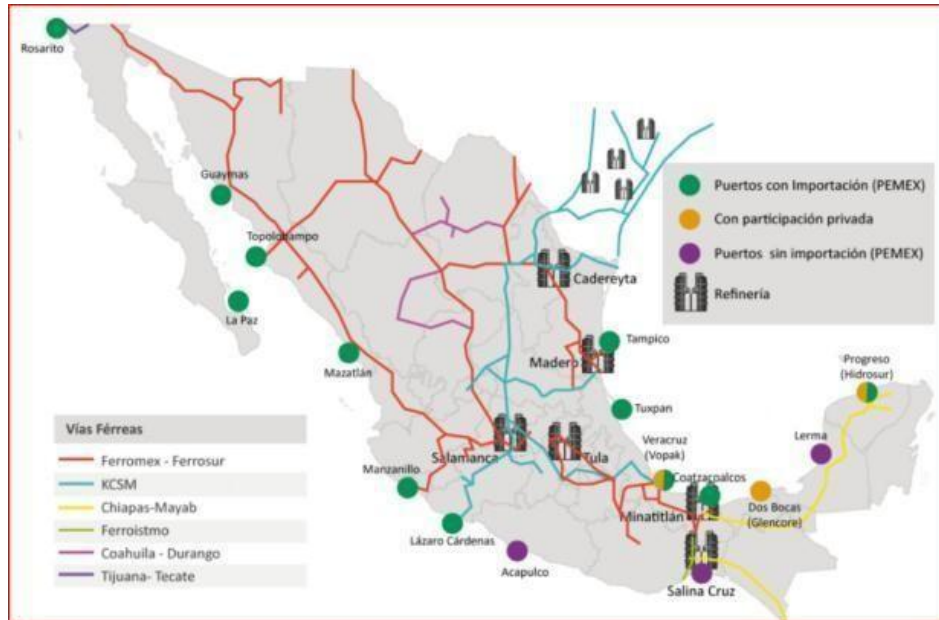 Rosarito
Guaymas
Topolobampo
La Paz
Mazatlán
Manzanillo
Lázaro Cárdenas
Acapulco
Salamanca
Tula
Cadereyta
Madero
Tampico
Tuxpan
Veracruz
(Vopak)
Coatzacoalcos
Minatitlán
Salina Cruz
Dos Bocas
(Glencore)
Lerma
Progreso
(Hidrosur)
Puertos con Importación (PEMEX)
Con participación privada
Puertos sin importación (PEMEX)
Refinería
Vías Férreas
Ferromex - Ferrosur
KCSM
Chiapas-Mayab
Ferroistmo
Coahuila - Durango
Tijuana- Tecate